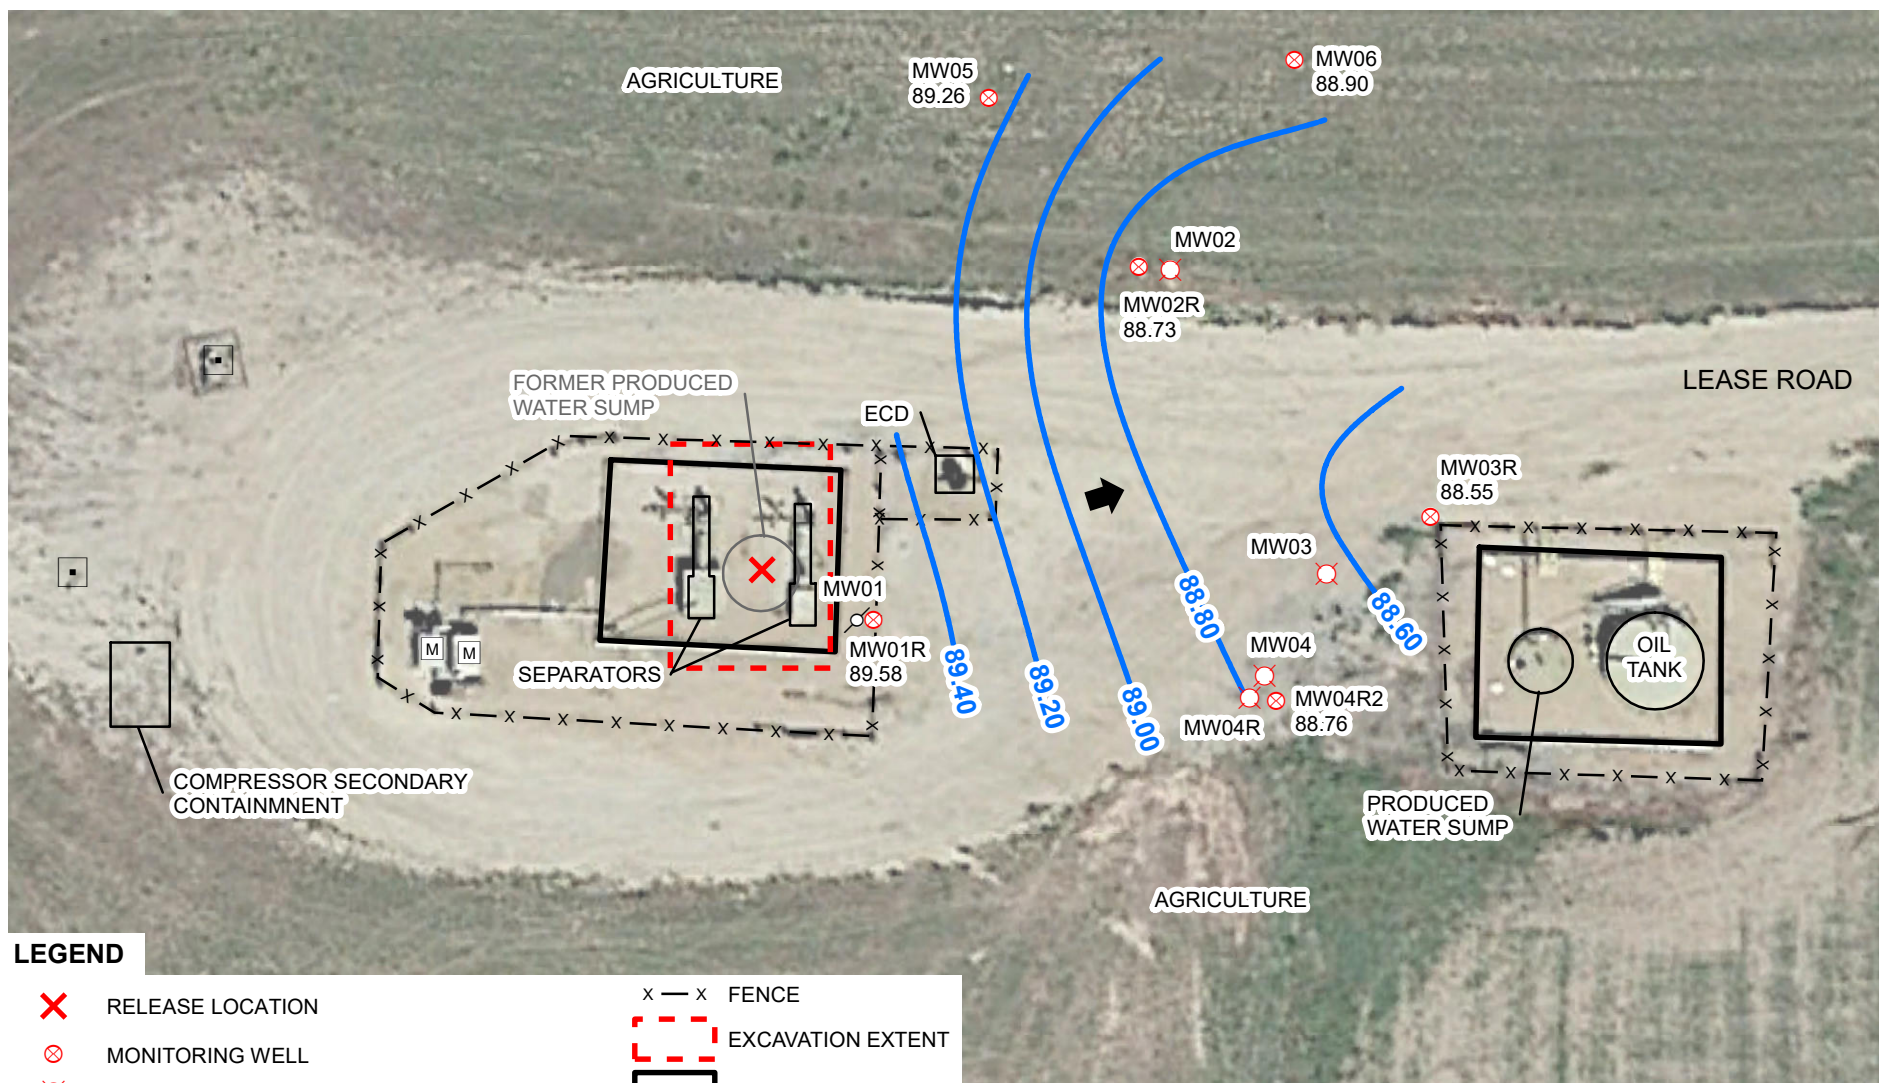 AGRICULTURE
MW05
89.26
MW06
88.90
MW02
MW02R
88.73
LEASE ROAD
FORMER PRODUCED
WATER SUMP
ECD
MW03R
88.55
MW03
MW01
MW01R
89.58
SEPARATORS
M
M
89.40
89.20
89.00
88.80
88.60
MW04
MW04R
MW04R2
88.76
OIL
TANK
COMPRESSOR SECONDARY
CONTAINMNENT
PRODUCED
WATER SUMP
AGRICULTURE
LEGEND
RELEASE LOCATION
MONITORING WELL
X — X FENCE
EXCAVATION EXTENT